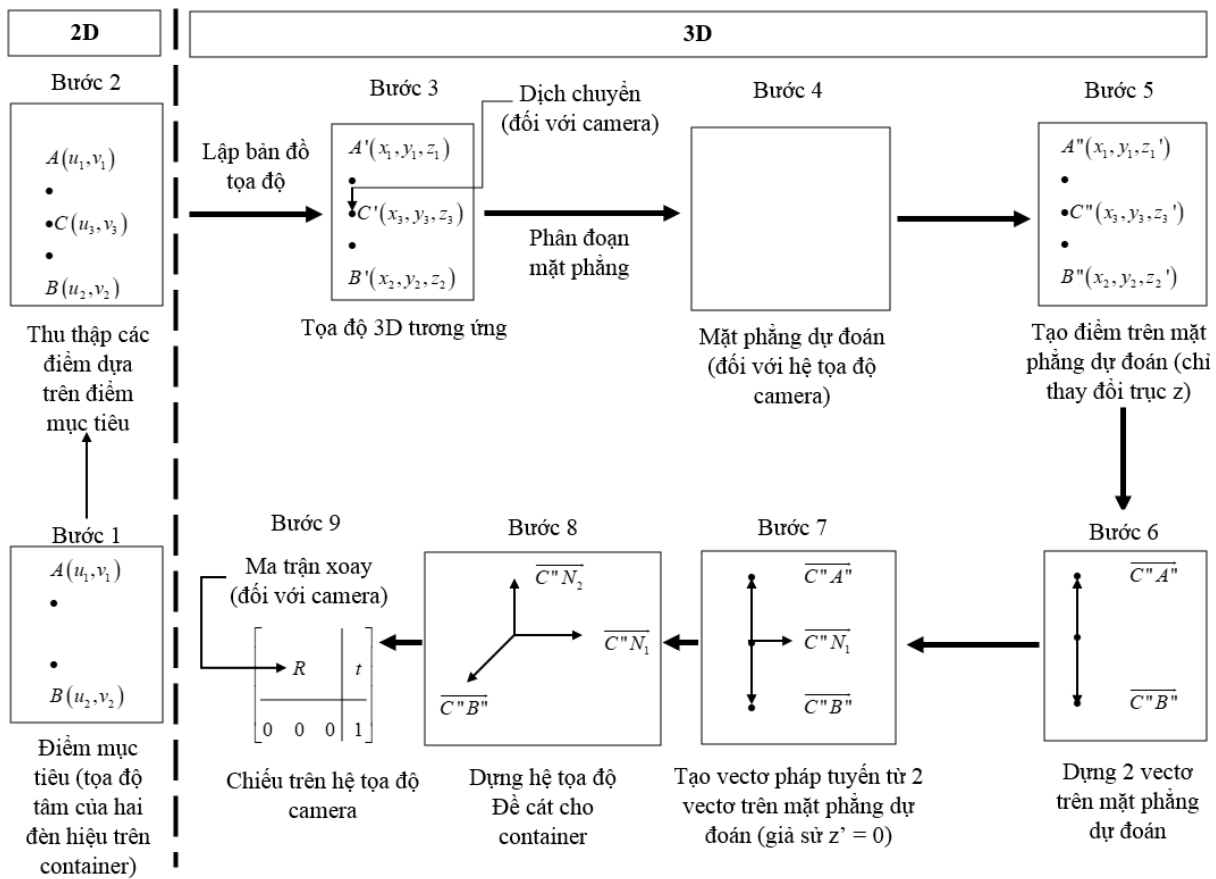 2D
3D
Bước 2
A(u₁,v₁)
C(u₃,v₃)
B(u₂,v₂)
Thu thập các
điểm dựa
trên điểm
mục tiêu
Lập bản đồ
tọa độ
Bước 3
A'(x₁,y₁,z₁)
C'(x₃,y₃,z₃)
B'(x₂,y₂,z₂)
Tọa độ 3D tương ứng
Dịch chuyển
(đối với camera)
Phân đoạn
mặt phẳng
Bước 4
Mặt phẳng dự đoán
(đối với hệ tọa độ
camera)
Bước 5
A"(x₁,y₁,z₁')
C"(x₃,y₃,z₃')
B"(x₂,y₂,z₂')
Tạo điểm trên mặt
phẳng dự đoán (chỉ
thay đổi trục z)
Bước 1
A(u₁,v₁)
B(u₂,v₂)
Điểm mục
tiêu (tọa độ
tâm của hai
đèn hiệu trên
container)
Bước 9
Ma trận xoay
(đối với camera)
R t
0 0 0 1
Chiếu trên hệ tọa độ
camera
Bước 8
C"N₂
C"N₁
C"B"
Dựng hệ tọa độ
Đề cát cho
container
Bước 7
C"A"
C"N₁
C"B"
Tạo vectơ pháp tuyến từ 2
vectơ trên mặt phẳng dự
đoán (giả sử z’ = 0)
Bước 6
C"A"
C"B"
Dựng 2 vectơ
trên mặt phẳng
dự đoán